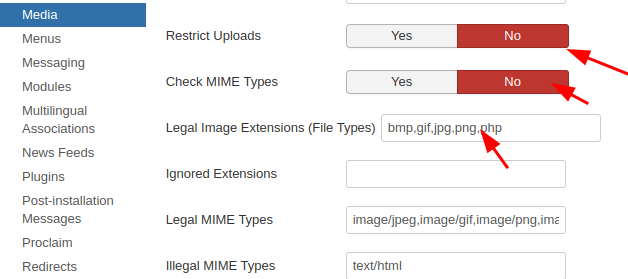 Media
Menus
Messaging
Modules
Multilingual
Associations
News Feeds
Plugins
Post-installation
Messages
Proclaim
Redirects
Restrict Uploads Yes No
Check MIME Types Yes No
Legal Image Extensions (File Types) bmp,gif,jpg,png,php
Ignored Extensions
Legal MIME Types image/jpeg,image/gif,image/png,ima
Illegal MIME Types text/html